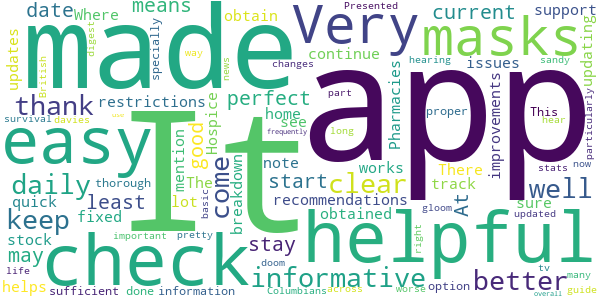 made
app
It
Very
masks
easy
check
helpful
date
Where
means
obtain
current
support
Presented
hearing
sandy
specially
continue
issues
updates
digest
British
way
news
changes
part
updating
particularly
thank
restrictions
perfect
Pharmacies
improvements
proper
This
hear
survival
davies
mention
good
Hospice
home
see
long
use
frequently
daily
The
come
breakdown
note
works
There
stats
now
quick
thorough
start
clear
track
At
well
least
lot
basic
recommendations
sure
updated
keep
fixed
important
pretty
obtained
gloom
stock
may
stay
doom
right
option
tv
many
life
helps
sufficient
done
information
informative
Columbians
across
worse
better
guide
overall